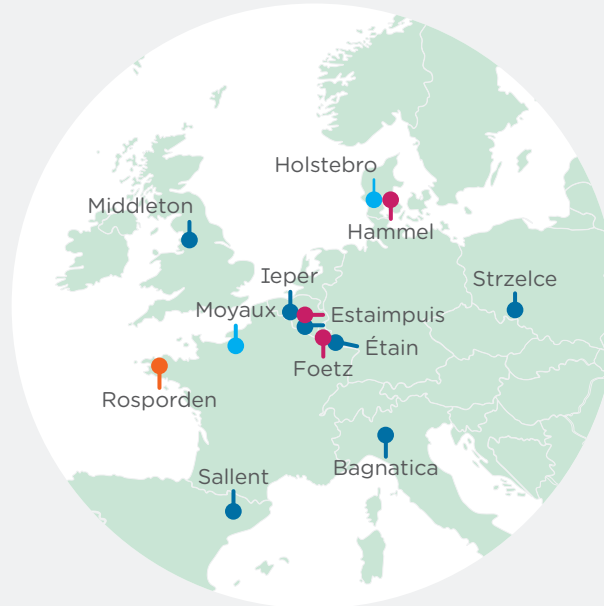 Holstebro
Middleton
Hammel
Ieper
Strzelce
Moyaux
Estaimpuis
Étain
Foetz
Rosporden
Bagnatica
Sallent